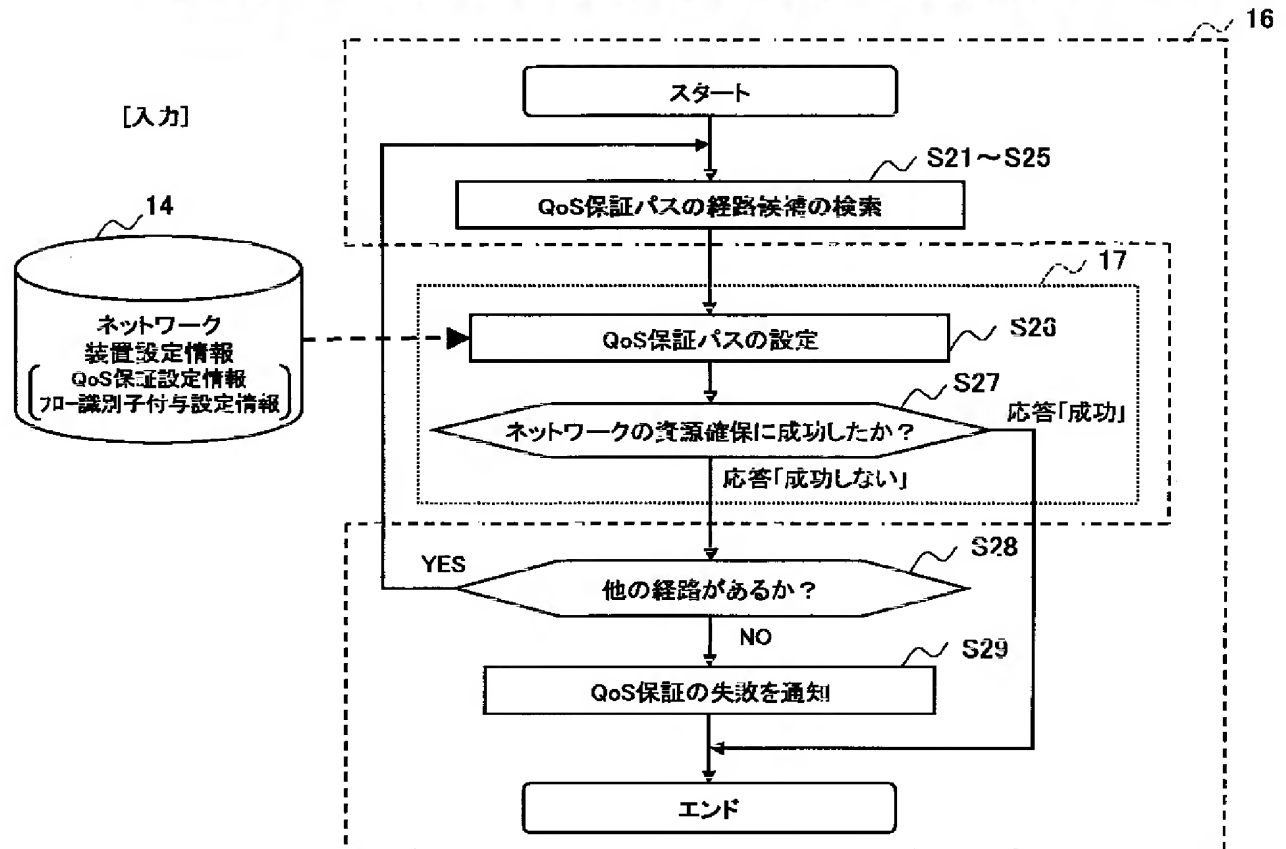 16
スタート
[入力]
S21～S25
QoS保証パスの経路候補の検索
14
17
ネットワーク
装置設定情報
QoS保証設定情報
フロー識別子付与設定情報
QoS保証パスの設定
S26
S27
ネットワークの資源確保に成功したか？
応答「成功」
応答「成功しない」
S28
YES
他の経路があるか？
NO
S29
QoS保証の失敗を通知
エンド